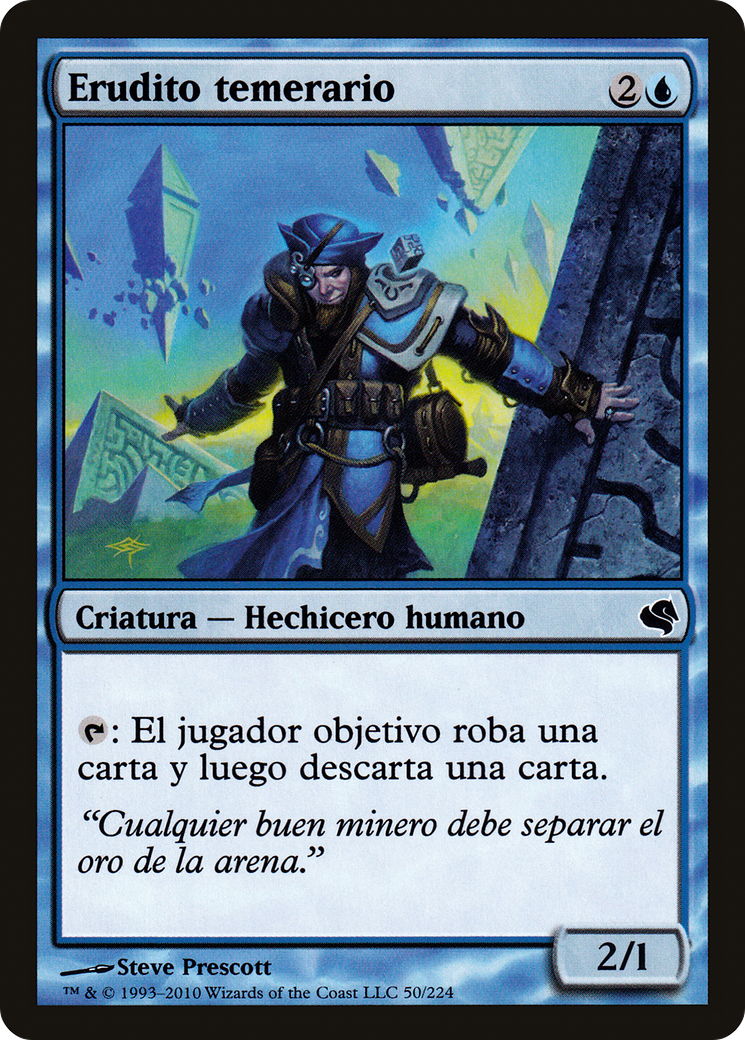 Erudito temerario 2
Criatura — Hechicero humano
: El jugador objetivo roba una
carta y luego descarta una carta.
“Cualquier buen minero debe separar el
oro de la arena.”
2/1
Steve Prescott
™ & © 1993–2010 Wizards of the Coast LLC 50/224